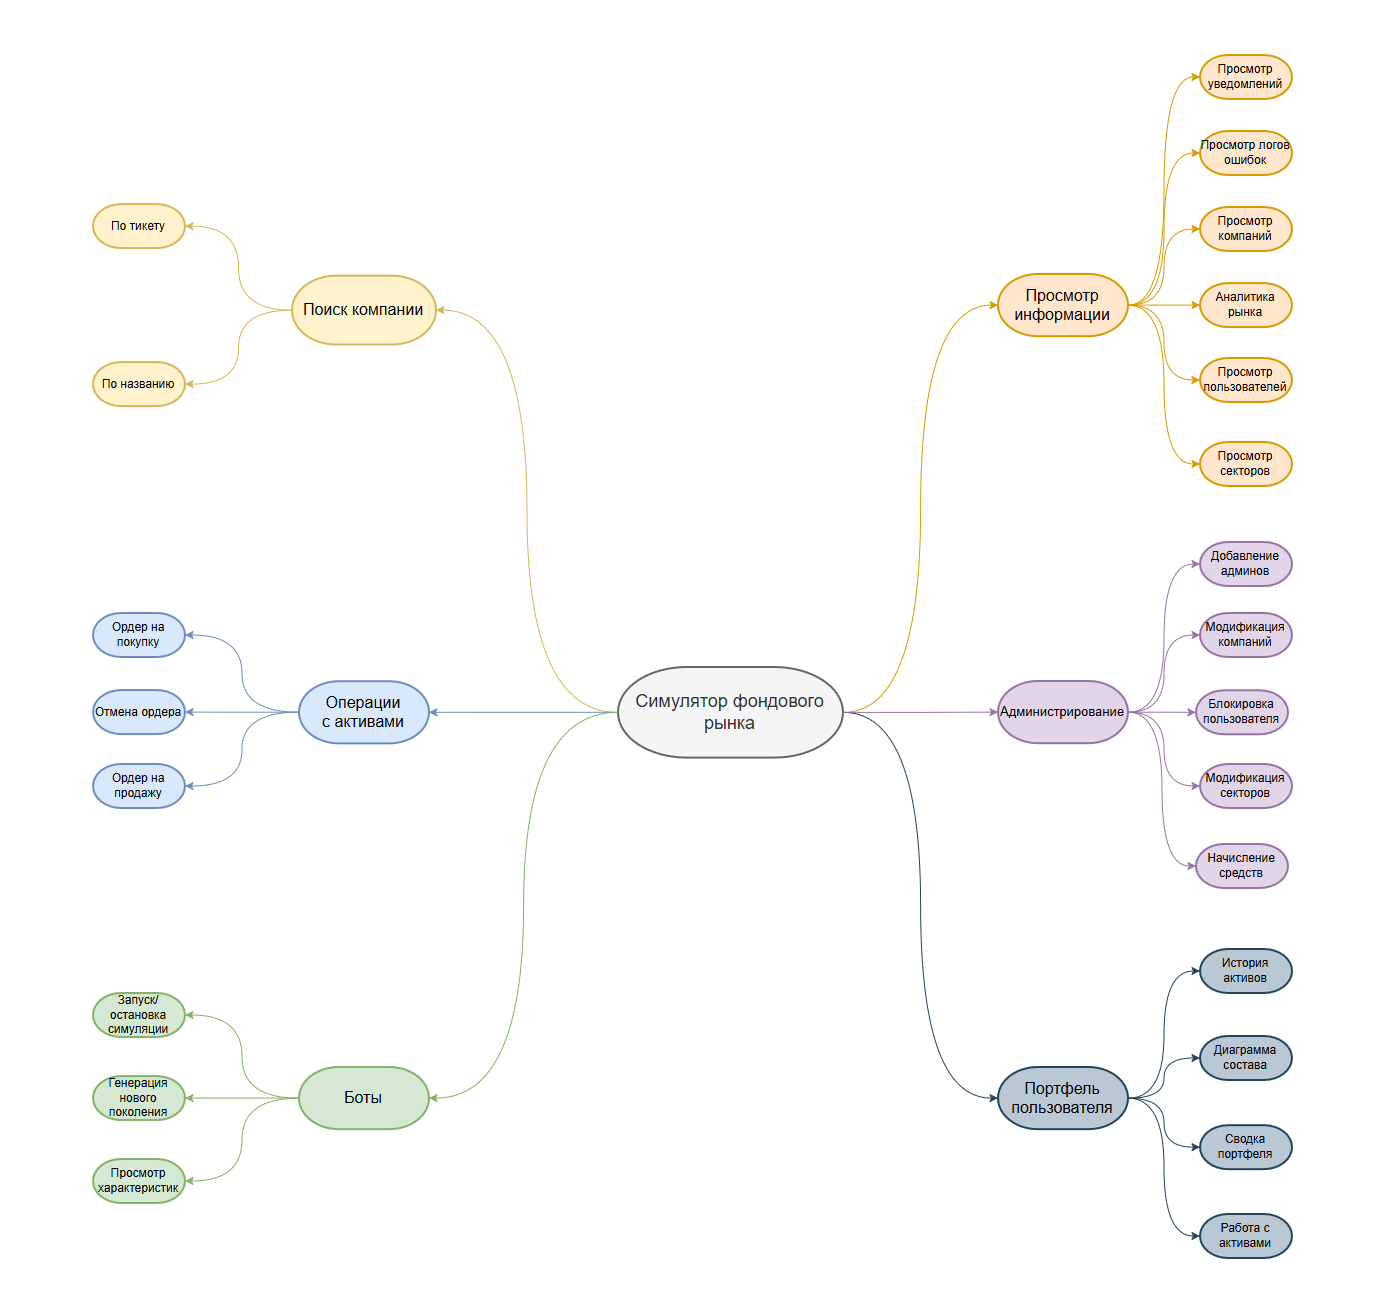 Просмотр
уведомлений
Просмотр логов
ошибок
Просмотр
компаний
Аналитика
рынка
Просмотр
пользователей
Просмотр
секторов
Просмотр
информации
По тикету
По названию
Поиск компании
Добавление
админов
Модификация
компаний
Блокировка
пользователя
Модификация
секторов
Начисление
средств
Администрирование
Симулятор фондового
рынка
Операции
с активами
Ордер на
покупку
Отмена ордера
Ордер на
продажу
История
активов
Диаграмма
состава
Сводка
портфеля
Работа с
активами
Портфель
пользователя
Боты
Запуск/
остановка
симуляции
Генерация
нового
поколения
Просмотр
характеристик